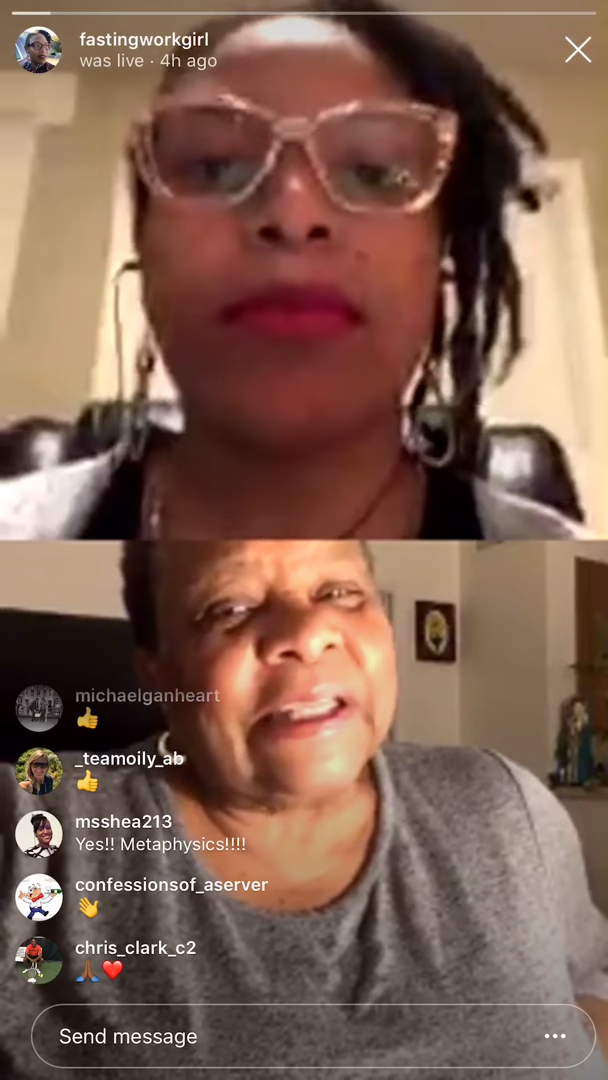 fastingworkgirl
was live · 4h ago
michaelganheart
👍
_teamoily_ab
👍
msshea213
Yes!! Metaphysics!!!!
confessionsof_aserver
👋
chris_clark_c2
🙏🏾❤️
Send message